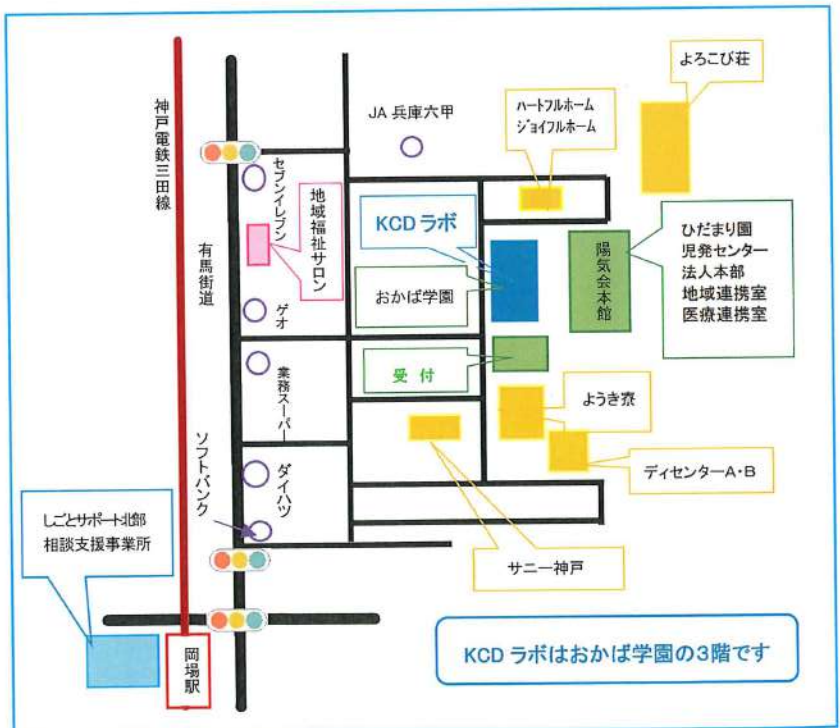 よろこび荘
JA 兵庫六甲
ハートフルホーム
ジョイフルホーム
神戸電鉄三田線
セブンイレブン
地域福祉サロン
KCD ラボ
おかば学園
陽気会本館
ひだまり園
児発センター
法人本部
地域連携室
医療連携室
有馬街道
ゲオ
受付
業務スーパー
ようき寮
ソフトバンク
ダイハツ
ディセンターA・B
しごとサポート北部
相談支援事業所
サニー神戸
岡場駅
KCD ラボはおかば学園の3階です